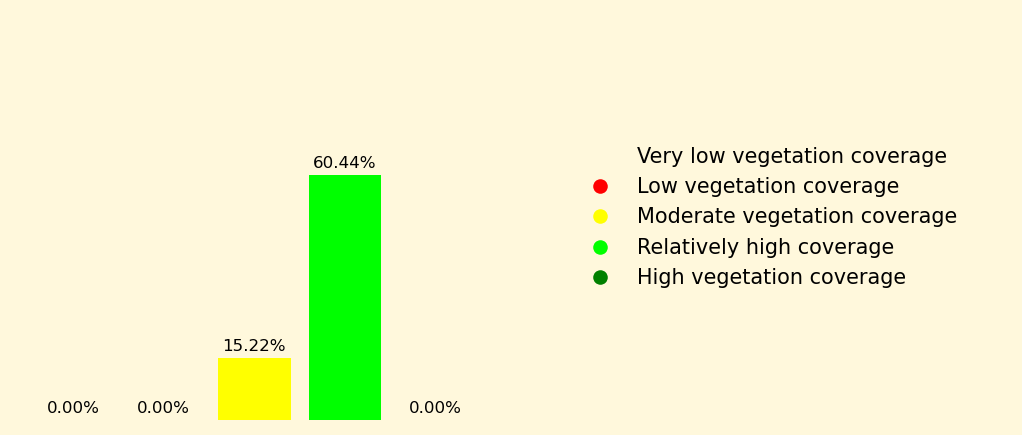 60.44%
15.22%
0.00%
0.00%
0.00%
Very low vegetation coverage
Low vegetation coverage
Moderate vegetation coverage
Relatively high coverage
High vegetation coverage